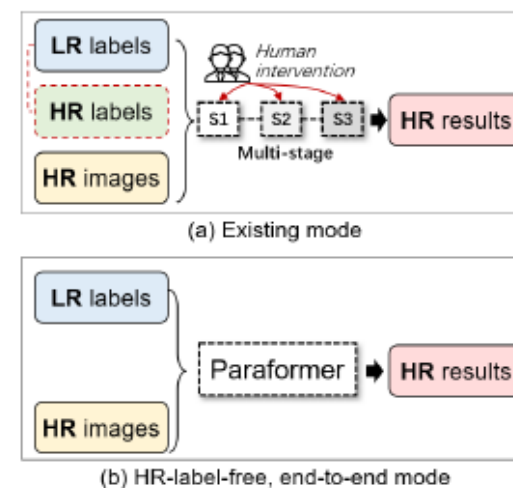 LR labels
Human
intervention
HR labels
S1
S2
S3
HR results
Multi-stage
HR images
(a) Existing mode
LR labels
Paraformer
HR results
HR images
(b) HR-label-free, end-to-end mode